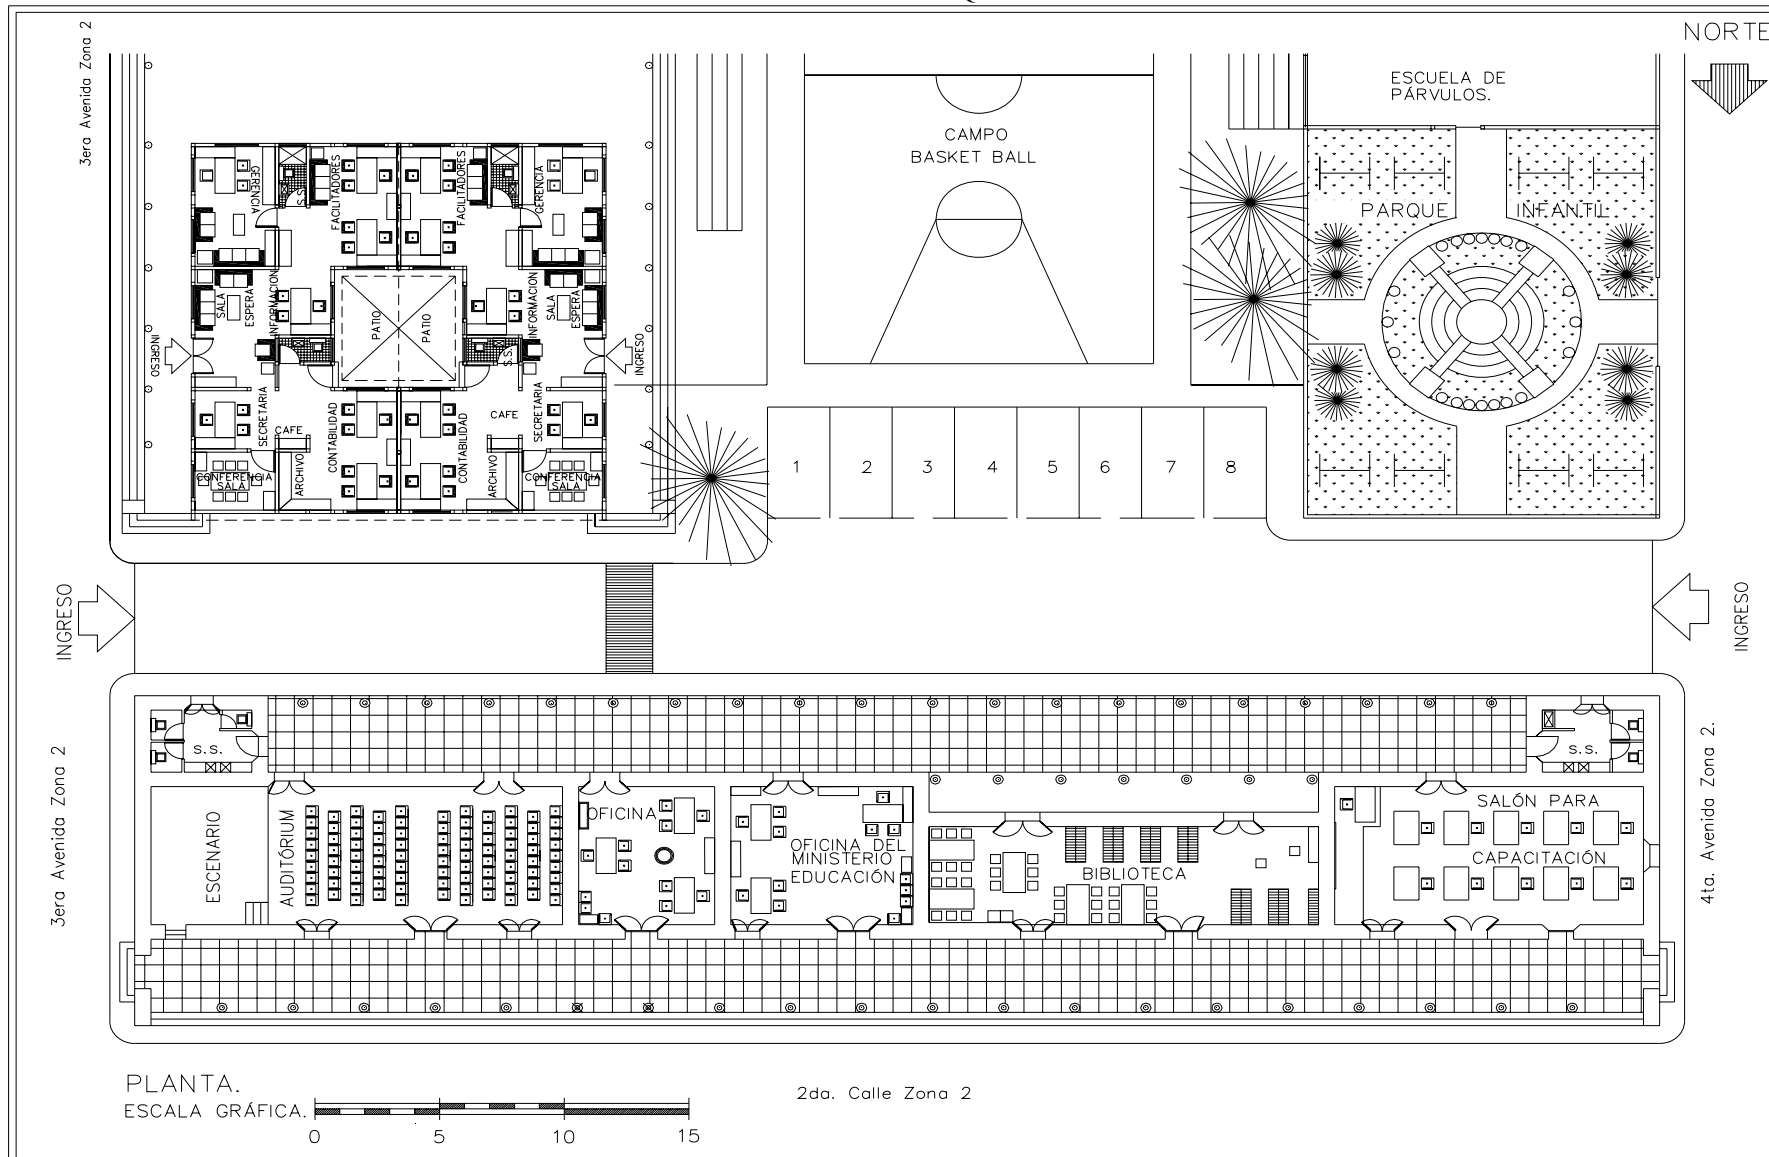 NORTE
3era Avenida Zona 2
ESCUELA DE
PÁRVULOS.
CAMPO
BASKET BALL
PARQUE INFANTIL
GERENCIA
S.S.
FACILITADORES
FACILITADORES
GERENCIA
SALA
ESPERA
INFORMACION
PATIO
PATIO
INFORMACION
SALA
ESPERA
INGRESO
INGRESO
S.S.
SECRETARIA
CAFE
CONTABILIDAD
CONTABILIDAD
CAFE
SECRETARIA
ARCHIVO
ARCHIVO
CONFERENCIA
SALA
CONFERENCIA
SALA
1 2 3 4 5 6 7 8
INGRESO
INGRESO
3era Avenida Zona 2
S.S.
S.S.
4ta. Avenida Zona 2.
ESCENARIO
AUDITÓRIUM
OFICINA
OFICINA DEL
MINISTERIO
EDUCACIÓN
BIBLIOTECA
SALÓN PARA
CAPACITACIÓN
PLANTA.
ESCALA GRÁFICA.
0 5 10 15
2da. Calle Zona 2